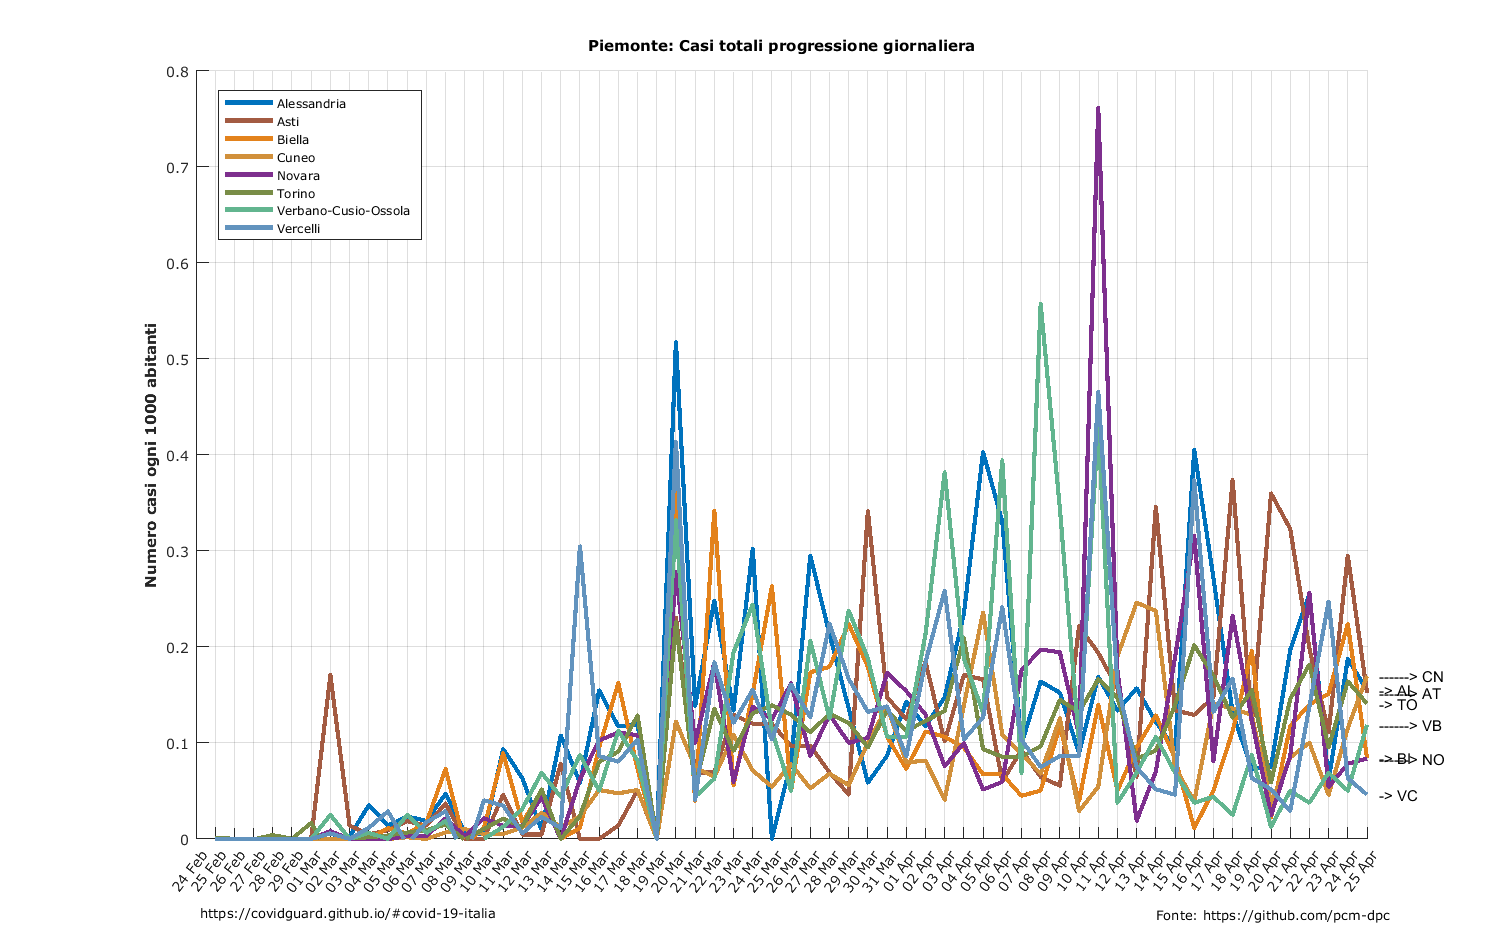 Piemonte: Casi totali progressione giornaliera
Numero casi ogni 1000 abitanti
0.8
0.7
0.6
0.5
0.4
0.3
0.2
0.1
0
Alessandria
Asti
Biella
Cuneo
Novara
Torino
Verbano-Cusio-Ossola
Vercelli
------> CN
-> AL
----> AT
-> TO
------> VB
-> BI
------> NO
-> VC
24 Feb
25 Feb
26 Feb
27 Feb
28 Feb
29 Feb
01 Mar
02 Mar
03 Mar
04 Mar
05 Mar
06 Mar
07 Mar
08 Mar
09 Mar
11 Mar
12 Mar
13 Mar
14 Mar
15 Mar
16 Mar
17 Mar
18 Mar
19 Mar
20 Mar
21 Mar
22 Mar
23 Mar
24 Mar
25 Mar
26 Mar
27 Mar
28 Mar
29 Mar
30 Mar
31 Mar
01 Apr
02 Apr
03 Apr
04 Apr
05 Apr
06 Apr
07 Apr
08 Apr
09 Apr
10 Apr
11 Apr
12 Apr
13 Apr
14 Apr
15 Apr
16 Apr
17 Apr
18 Apr
19 Apr
20 Apr
21 Apr
22 Apr
23 Apr
24 Apr
25 Apr
https://covidguard.github.io/#covid-19-italia
Fonte: https://github.com/pcm-dpc